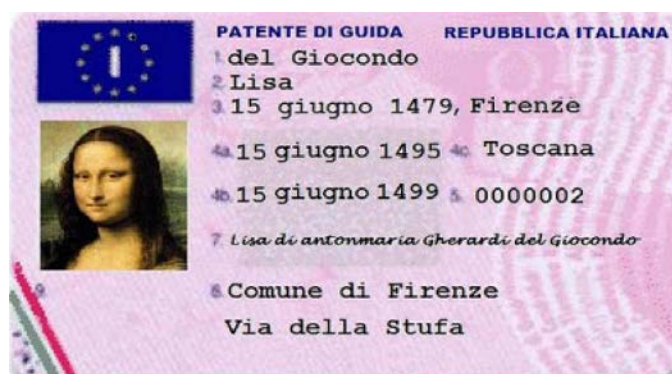 PATENTE DI GUIDA REPUBBLICA ITALIANA
1. del Giocondo
2. Lisa
3. 15 giugno 1479, Firenze
4a. 15 giugno 1495 4c. Toscana
4b. 15 giugno 1499 5. 0000002
7. Lisa di antonmaria Gherardi del Giocondo
9.
8. Comune di Firenze
Via della Stufa